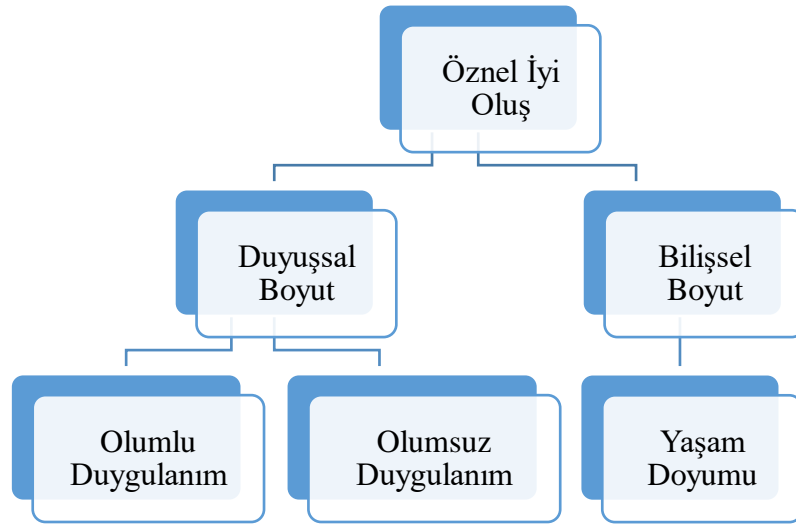 Öznel İyi
Oluş
Duyuşsal
Boyut
Bilişsel
Boyut
Olumlu
Duygulanım
Olumsuz
Duygulanım
Yaşam
Doyumu